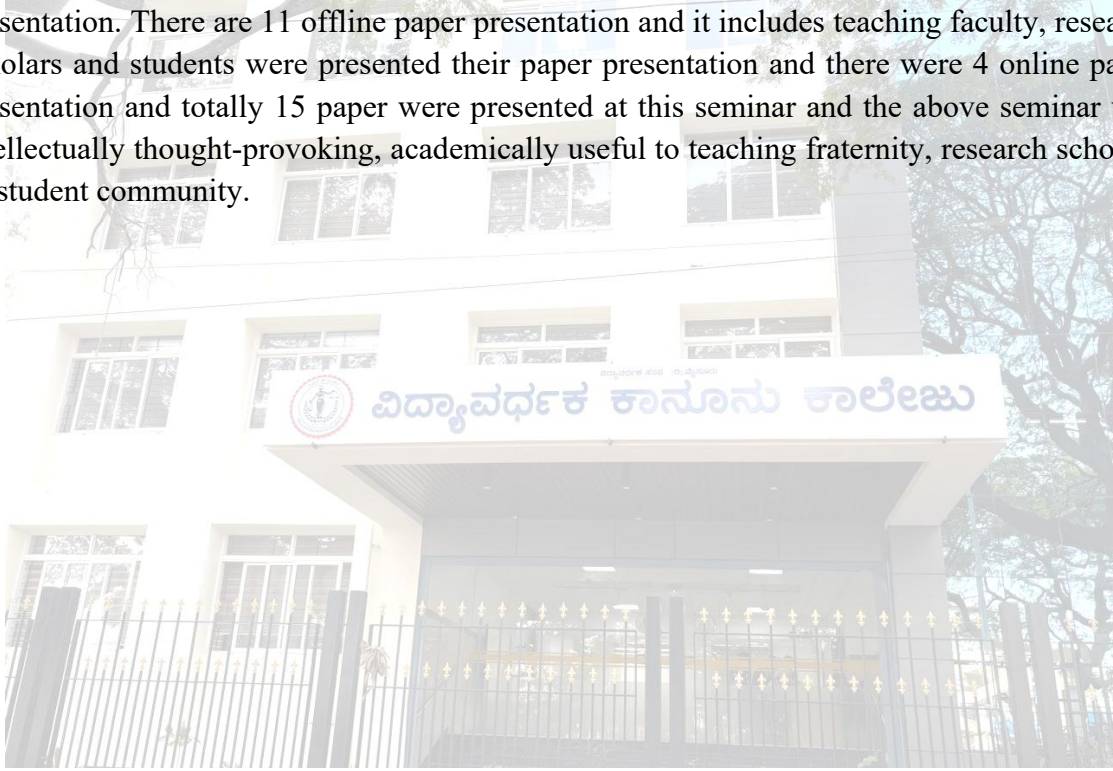 sentation. There are 11 offline paper presentation and it includes teaching faculty, resea
olars and students were presented their paper presentation and there were 4 online pa
sentation and totally 15 paper were presented at this seminar and the above seminar
ellectually thought-provoking, academically useful to teaching fraternity, research scho
student community.
ವಿದ್ಯಾವರ್ಧಕ ಕಾನೂನು ಕಾಲೇಜು